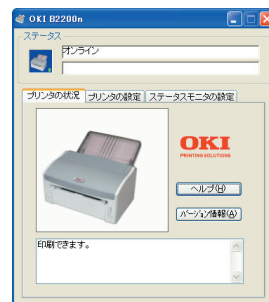 OKI B2200n
ステータス
オンライン
プリンタの状況 プリンタの設定 ステータスモニタの設定
OKI
PRINTING SOLUTIONS
ヘルプ(H)
バージョン情報(A)
印刷できます。